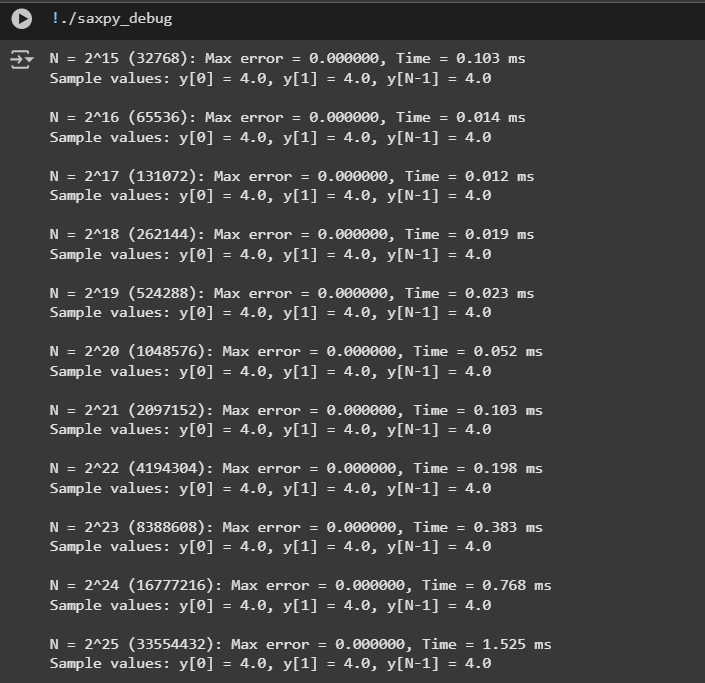 !./saxpy_debug
N = 2^15 (32768): Max error = 0.000000, Time = 0.103 ms
Sample values: y[0] = 4.0, y[1] = 4.0, y[N-1] = 4.0
N = 2^16 (65536): Max error = 0.000000, Time = 0.014 ms
Sample values: y[0] = 4.0, y[1] = 4.0, y[N-1] = 4.0
N = 2^17 (131072): Max error = 0.000000, Time = 0.012 ms
Sample values: y[0] = 4.0, y[1] = 4.0, y[N-1] = 4.0
N = 2^18 (262144): Max error = 0.000000, Time = 0.019 ms
Sample values: y[0] = 4.0, y[1] = 4.0, y[N-1] = 4.0
N = 2^19 (524288): Max error = 0.000000, Time = 0.023 ms
Sample values: y[0] = 4.0, y[1] = 4.0, y[N-1] = 4.0
N = 2^20 (1048576): Max error = 0.000000, Time = 0.052 ms
Sample values: y[0] = 4.0, y[1] = 4.0, y[N-1] = 4.0
N = 2^21 (2097152): Max error = 0.000000, Time = 0.103 ms
Sample values: y[0] = 4.0, y[1] = 4.0, y[N-1] = 4.0
N = 2^22 (4194304): Max error = 0.000000, Time = 0.198 ms
Sample values: y[0] = 4.0, y[1] = 4.0, y[N-1] = 4.0
N = 2^23 (8388608): Max error = 0.000000, Time = 0.383 ms
Sample values: y[0] = 4.0, y[1] = 4.0, y[N-1] = 4.0
N = 2^24 (16777216): Max error = 0.000000, Time = 0.768 ms
Sample values: y[0] = 4.0, y[1] = 4.0, y[N-1] = 4.0
N = 2^25 (33554432): Max error = 0.000000, Time = 1.525 ms
Sample values: y[0] = 4.0, y[1] = 4.0, y[N-1] = 4.0